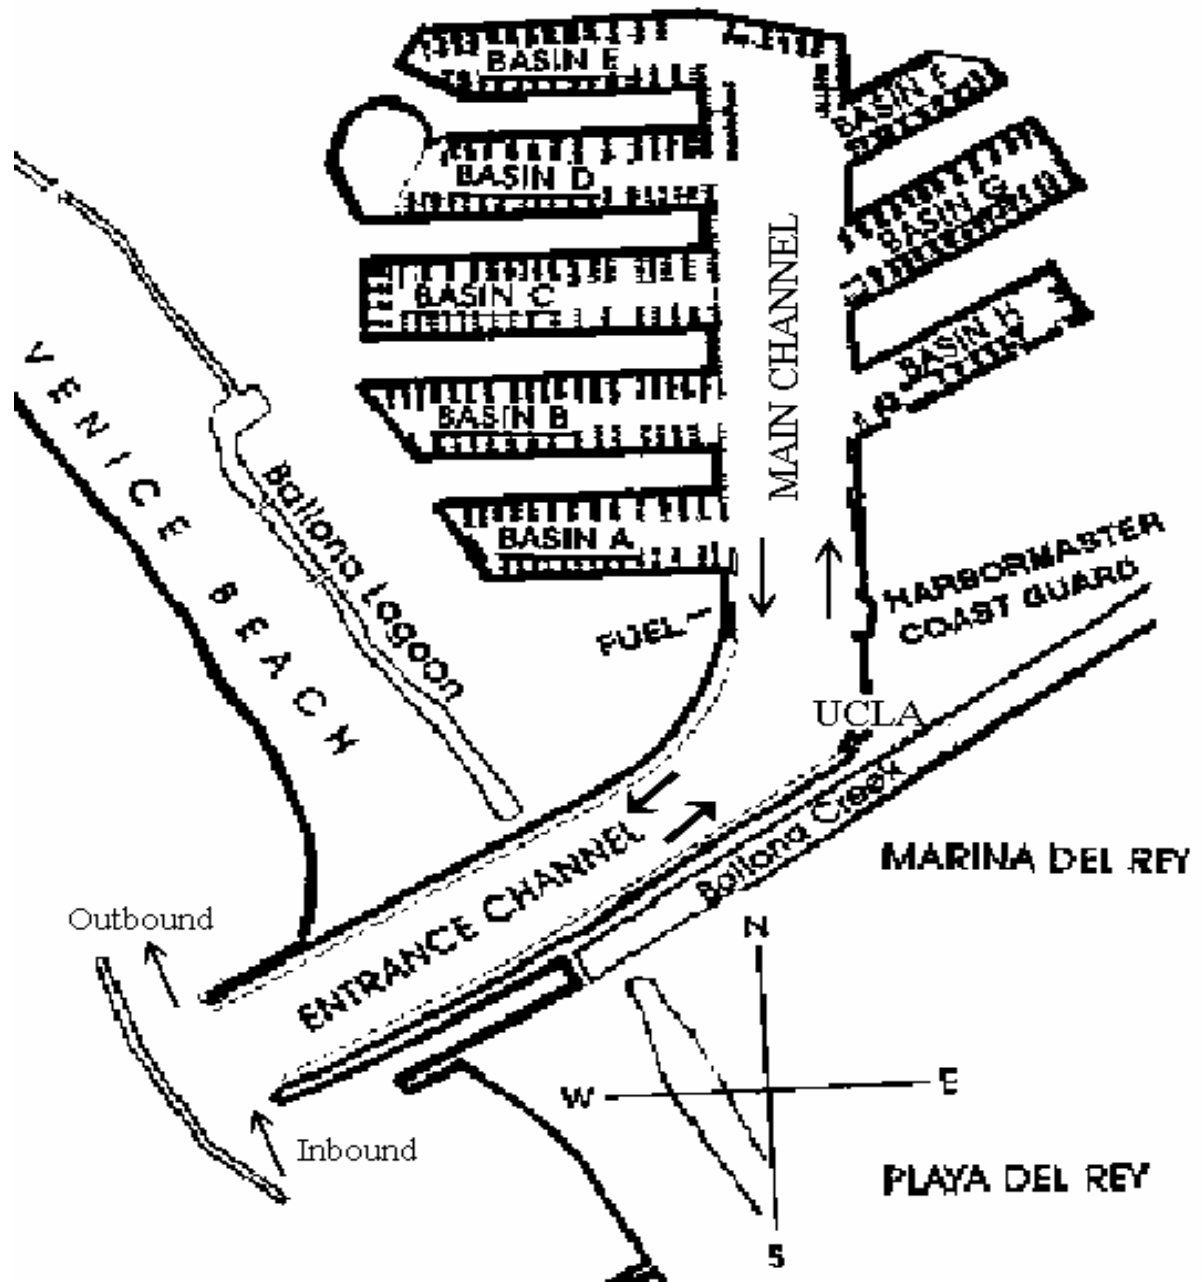 BASIN E
BASIN F
BASIN D
BASIN G
BASIN C
BASIN H
BASIN B
MAIN CHANNEL
VENICE BEACH
Ballona Lagoon
BASIN A
HARBORMASTER
COAST GUARD
FUEL
UCLA
Ballona Creek
ENTRANCE CHANNEL
MARINA DEL REY
Outbound
Inbound
N
W
E
S
PLAYA DEL REY